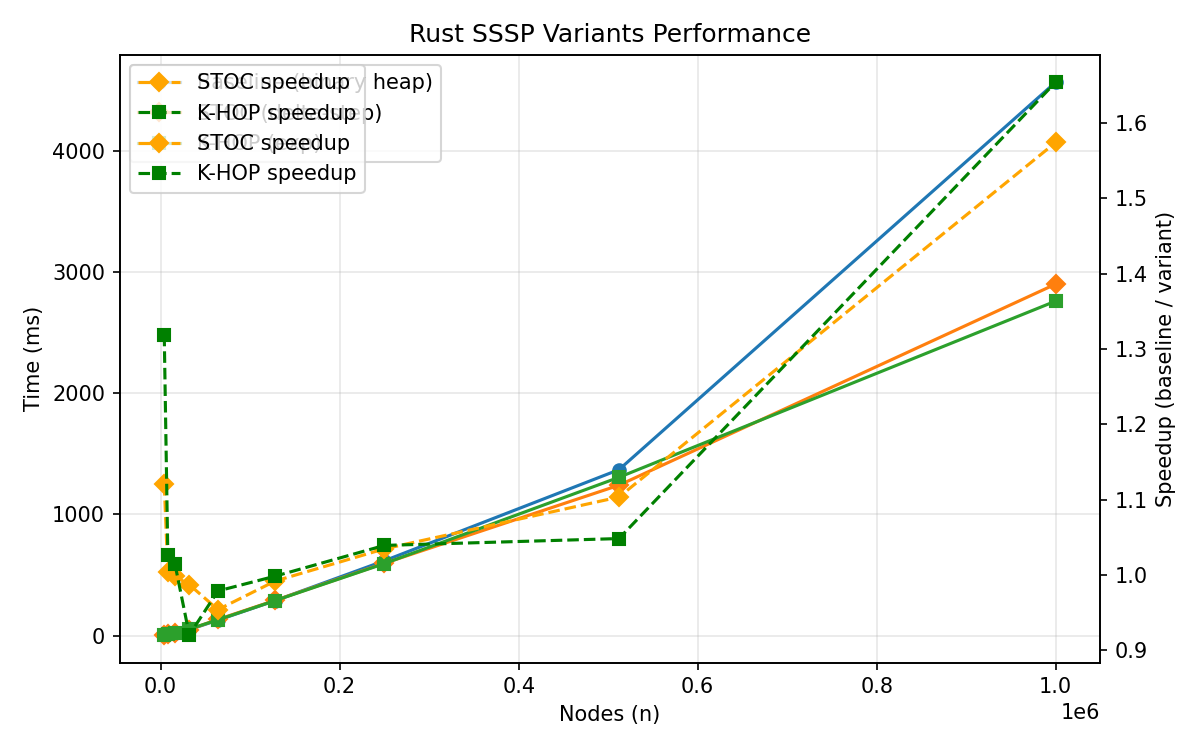 Rust SSSP Variants Performance
STOC speedup
K-HOP speedup
STOC speedup
K-HOP speedup
heap)
4000
3000
2000
1000
0
Time (ms)
1.6
1.5
1.4
1.3
1.2
1.1
1.0
0.9
Speedup (baseline / variant)
0.0
0.2
0.4
0.6
0.8
1.0
1e6
Nodes (n)